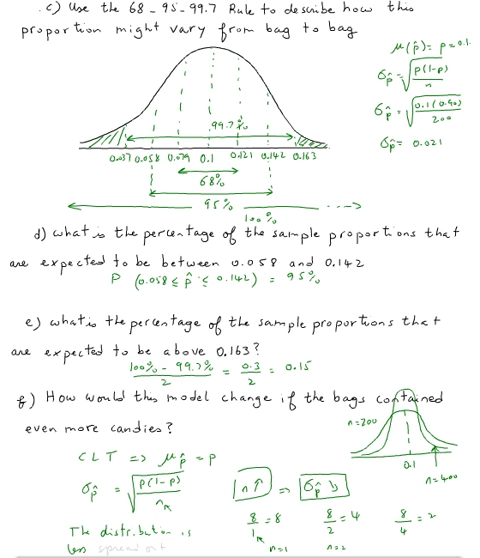 c) Use the 68-95-99.7 Rule to describe how this
proportion might vary from bag to bag
μ(p̂) = p = 0.1
σp̂ = √(p(1-p)/n)
σp̂ = √(0.1(0.90)/200)
σp̂ = 0.021
99.7%
0.037 0.058 0.079 0.1 0.121 0.142 0.163
68%
95%
100%
d) what is the percentage of the sample proportions that
are expected to be between 0.058 and 0.142
P (0.058 ≤ p̂ ≤ 0.142) = 95%
e) what is the percentage of the sample proportions that
are expected to be above 0.163?
(100% - 99.7%)/2 = 0.3/2 = 0.15
f) How would this model change if the bags contained
even more candies?
n=200
0.1
n=400
CLT => μp̂ = p
σp̂ = √(p(1-p)/n)
n↑ => σp̂ ↓
8/1 = 8 8/2 = 4 8/4 = 2
n=1 n=2
The distribution is
less spread out